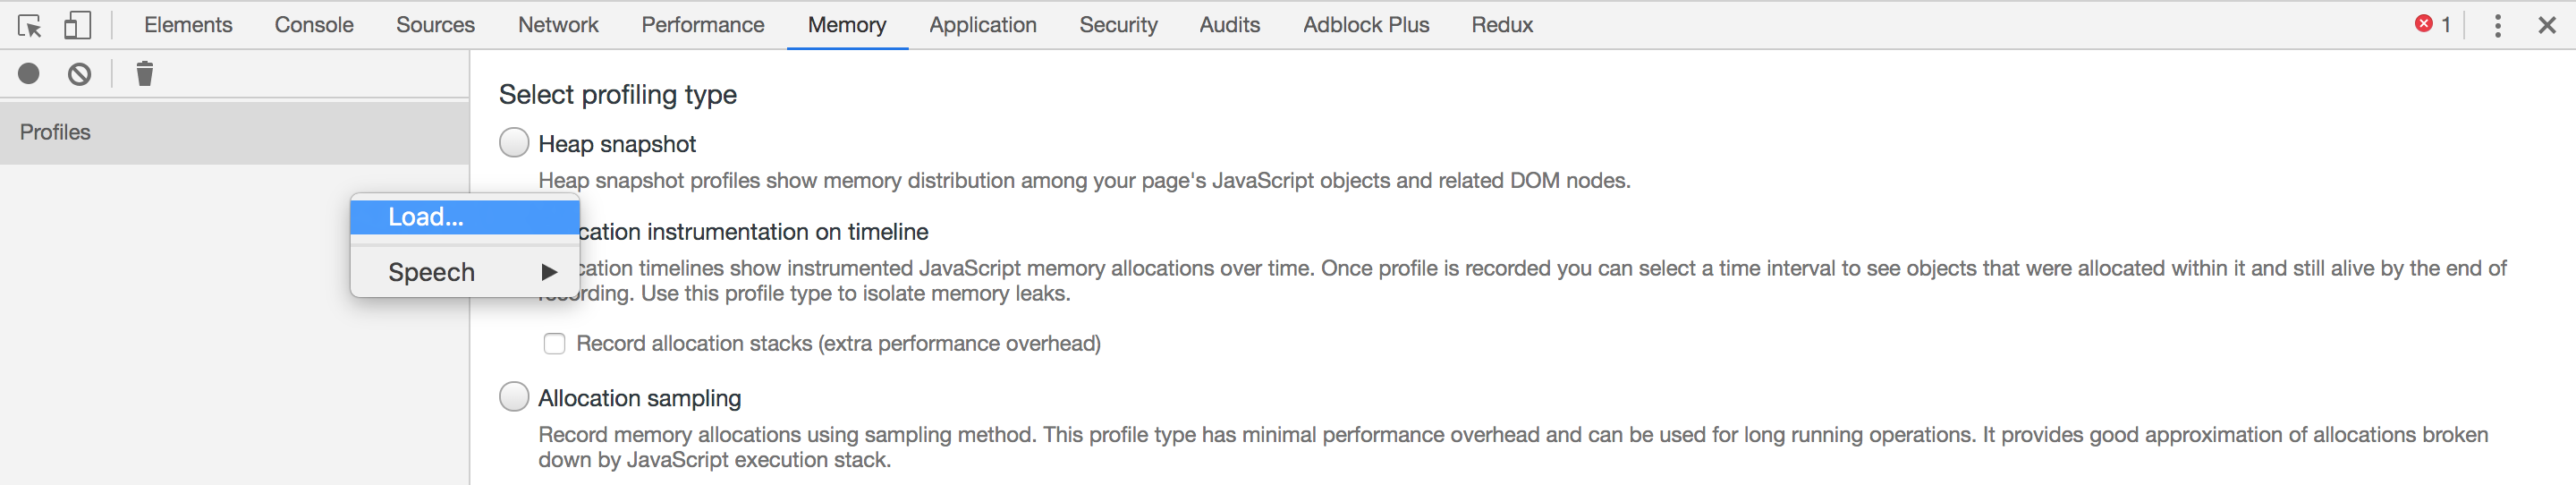 Elements Console Sources Network Performance Memory Application Security Audits Adblock Plus Redux 1
Profiles
Select profiling type
Heap snapshot
Heap snapshot profiles show memory distribution among your page's JavaScript objects and related DOM nodes.
Load...
Speech
cation instrumentation on timeline
cation timelines show instrumented JavaScript memory allocations over time. Once profile is recorded you can select a time interval to see objects that were allocated within it and still alive by the end of
recording. Use this profile type to isolate memory leaks.
Record allocation stacks (extra performance overhead)
Allocation sampling
Record memory allocations using sampling method. This profile type has minimal performance overhead and can be used for long running operations. It provides good approximation of allocations broken
down by JavaScript execution stack.